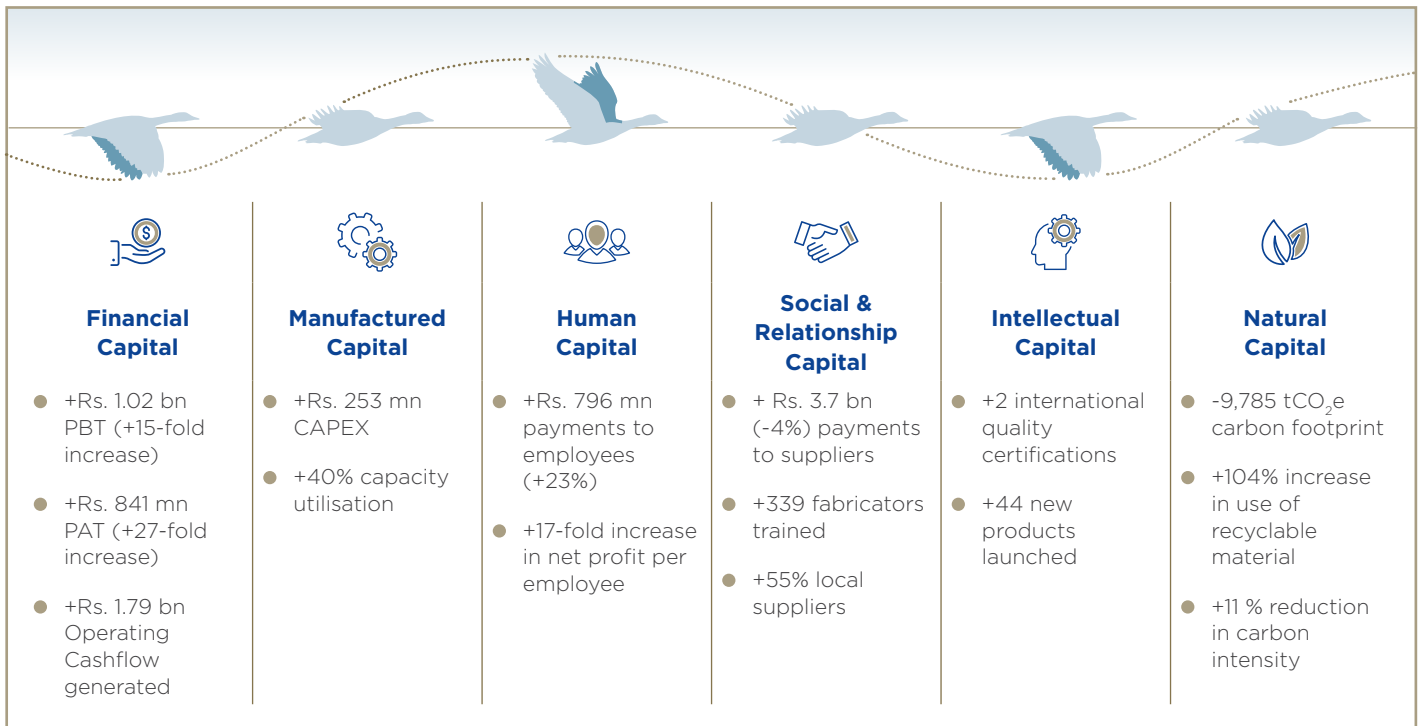 $
Financial
Capital
+Rs. 1.02 bn
PBT (+15-fold
increase)
+Rs. 841 mn
PAT (+27-fold
increase)
+Rs. 1.79 bn
Operating
Cashflow
generated
Manufactured
Capital
+Rs. 253 mn
CAPEX
+40% capacity
utilisation
Human
Capital
+Rs. 796 mn
payments to
employees
(+23%)
+17-fold increase
in net profit per
employee
Social &
Relationship
Capital
+ Rs. 3.7 bn
(-4%) payments
to suppliers
+339 fabricators
trained
+55% local
suppliers
Intellectual
Capital
+2 international
quality
certifications
+44 new
products
launched
Natural
Capital
-9,785 tCO₂e
carbon footprint
+104% increase
in use of
recyclable
material
+11 % reduction
in carbon
intensity